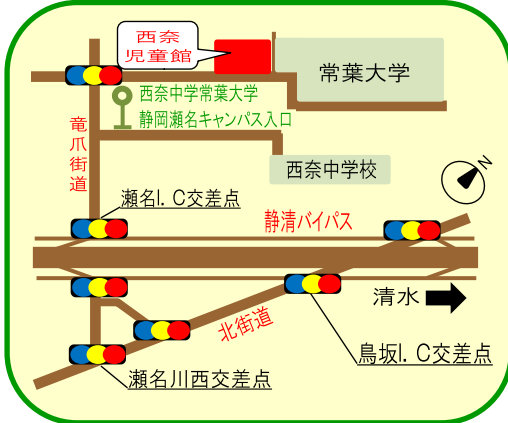 西奈
児童館
常葉大学
西奈中学常葉大学
静岡瀬名キャンパス入口
竜爪街道
西奈中学校
N
瀬名I.C交差点
静清バイパス
清水
北街道
鳥坂I.C交差点
瀬名川西交差点